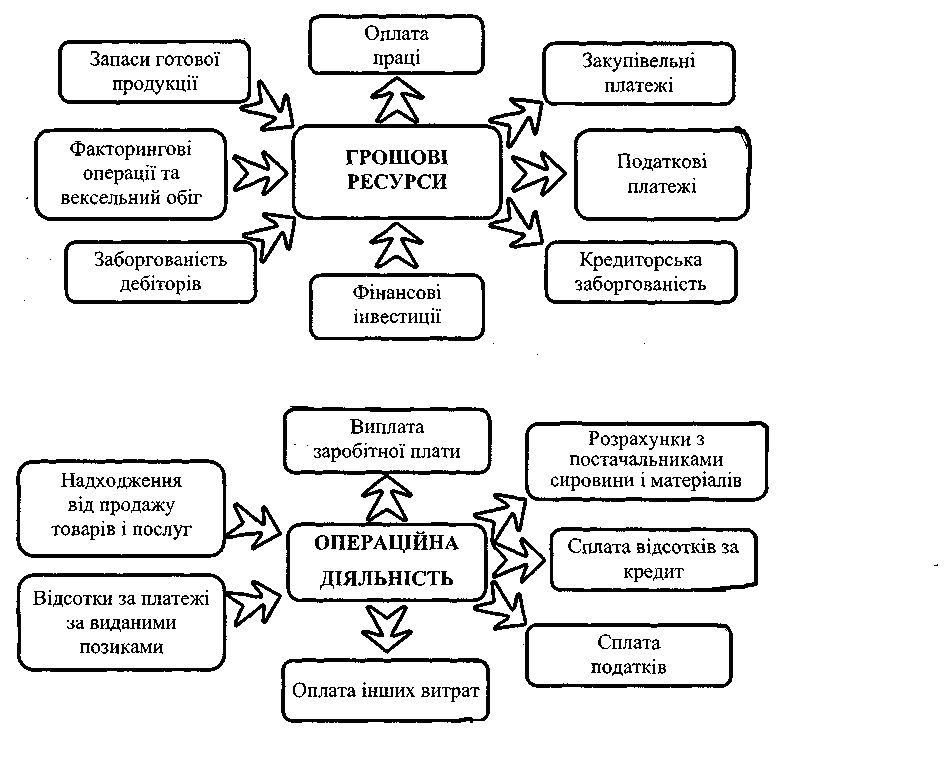 Оплата
праці
Запаси готової
продукції
Закупівельні
платежі
Факторингові
операції та
вексельний обіг
ГРОШОВІ
РЕСУРСИ
Податкові
платежі
Заборгованість
дебіторів
Фінансові
інвестиції
Кредиторська
заборгованість
Виплата
заробітної плати
Розрахунки з
постачальниками
сировини і матеріалів
Надходження
від продажу
товарів і послуг
ОПЕРАЦІЙНА
ДІЯЛЬНІСТЬ
Сплата відсотків за
кредит
Відсотки за платежі
за виданими
позиками
Сплата
податків
Оплата інших витрат